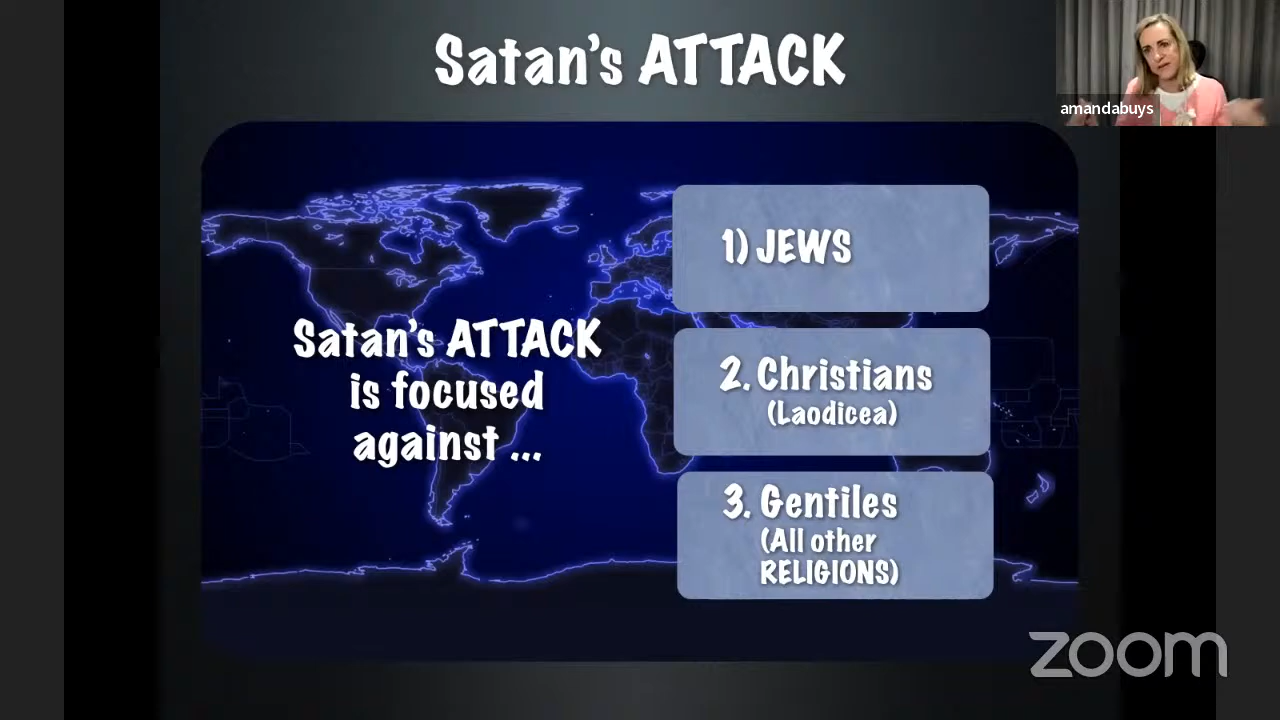 Satan's ATTACK
amandabuys
Satan's ATTACK
is focused
against ...
1) JEWS
2. Christians
(Laodicea)
3. Gentiles
(All other
RELIGIONS)
zoom